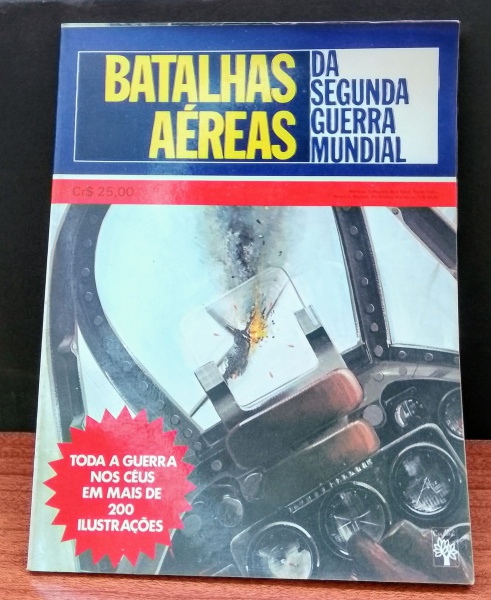 BATALHAS
AÉREAS
DA
SEGUNDA
GUERRA
MUNDIAL
Cr$ 25,00
TODA A GUERRA
NOS CÉUS
EM MAIS DE
200
ILUSTRAÇÕES